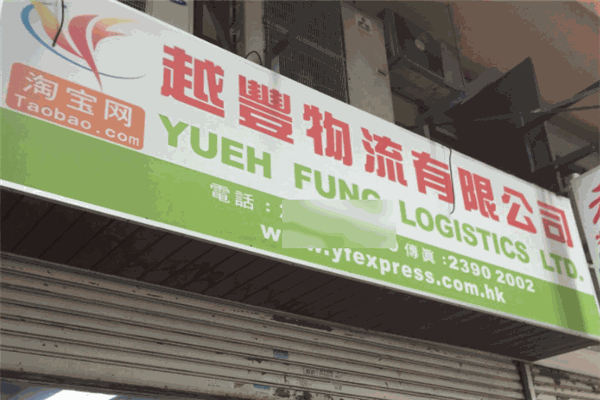 淘宝网
Taobao.com
越豐物流有限公司
YUEH FUNG LOGISTICS LTD.
電話：
傳真：2390 2002
.yfexpress.com.hk